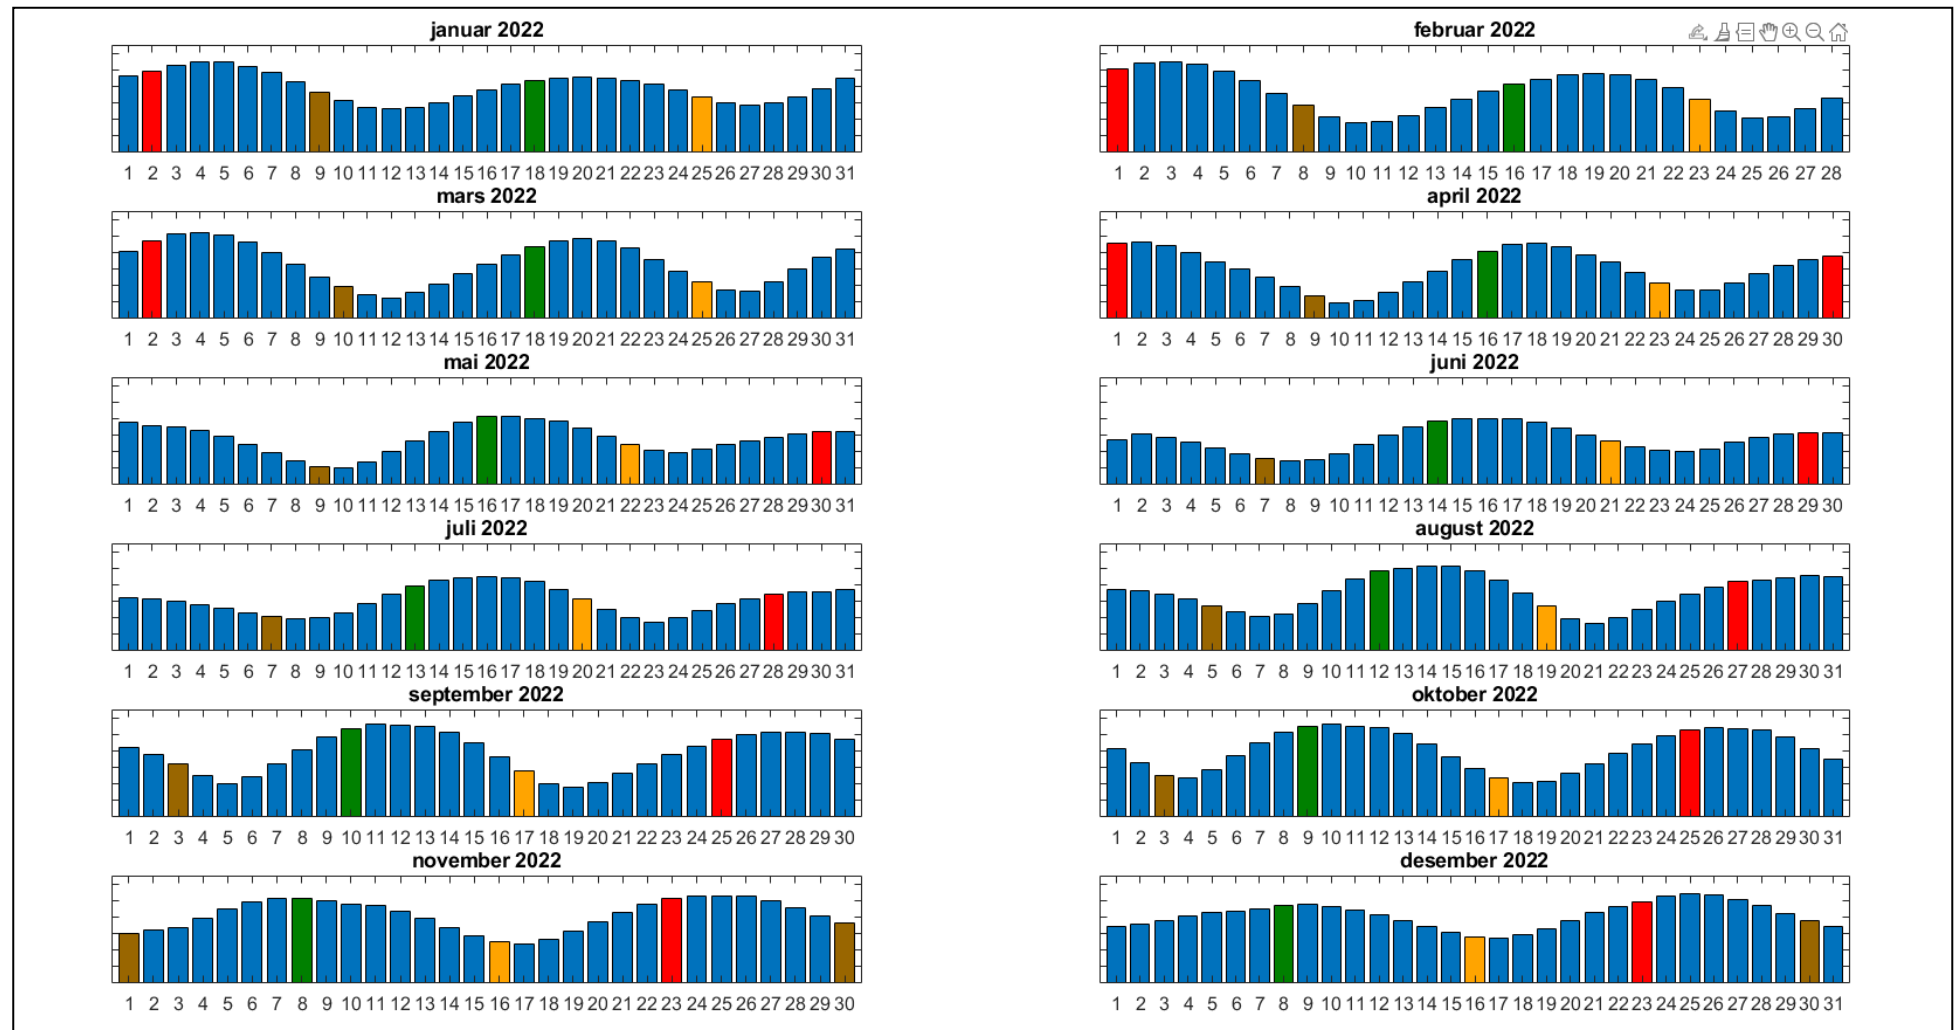 januar 2022
februar 2022
1 2 3 4 5 6 7 8 9 10 11 12 13 14 15 16 17 18 19 20 21 22 23 24 25 26 27 28 29 30 31
1 2 3 4 5 6 7 8 9 10 11 12 13 14 15 16 17 18 19 20 21 22 23 24 25 26 27 28
mars 2022
april 2022
1 2 3 4 5 6 7 8 9 10 11 12 13 14 15 16 17 18 19 20 21 22 23 24 25 26 27 28 29 30 31
1 2 3 4 5 6 7 8 9 10 11 12 13 14 15 16 17 18 19 20 21 22 23 24 25 26 27 28 29 30
mai 2022
juni 2022
1 2 3 4 5 6 7 8 9 10 11 12 13 14 15 16 17 18 19 20 21 22 23 24 25 26 27 28 29 30 31
1 2 3 4 5 6 7 8 9 10 11 12 13 14 15 16 17 18 19 20 21 22 23 24 25 26 27 28 29 30
juli 2022
august 2022
1 2 3 4 5 6 7 8 9 10 11 12 13 14 15 16 17 18 19 20 21 22 23 24 25 26 27 28 29 30 31
1 2 3 4 5 6 7 8 9 10 11 12 13 14 15 16 17 18 19 20 21 22 23 24 25 26 27 28 29 30 31
september 2022
oktober 2022
1 2 3 4 5 6 7 8 9 10 11 12 13 14 15 16 17 18 19 20 21 22 23 24 25 26 27 28 29 30
1 2 3 4 5 6 7 8 9 10 11 12 13 14 15 16 17 18 19 20 21 22 23 24 25 26 27 28 29 30 31
november 2022
desember 2022
1 2 3 4 5 6 7 8 9 10 11 12 13 14 15 16 17 18 19 20 21 22 23 24 25 26 27 28 29 30
1 2 3 4 5 6 7 8 9 10 11 12 13 14 15 16 17 18 19 20 21 22 23 24 25 26 27 28 29 30 31